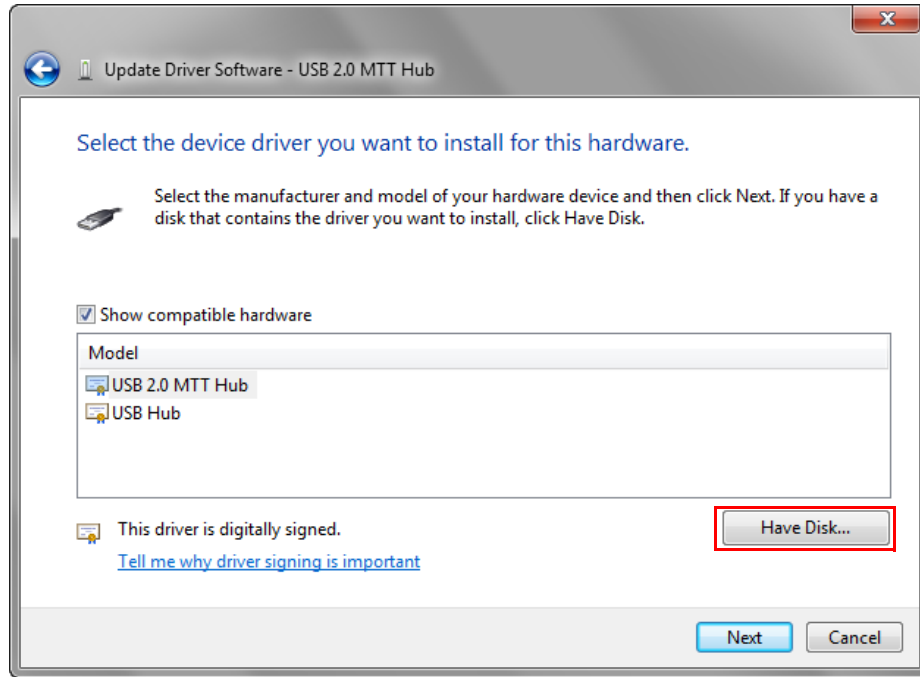 Update Driver Software - USB 2.0 MTT Hub
Select the device driver you want to install for this hardware.
Select the manufacturer and model of your hardware device and then click Next. If you have a
disk that contains the driver you want to install, click Have Disk.
Show compatible hardware
Model
USB 2.0 MTT Hub
USB Hub
This driver is digitally signed.
Have Disk...
Tell me why driver signing is important
Next
Cancel